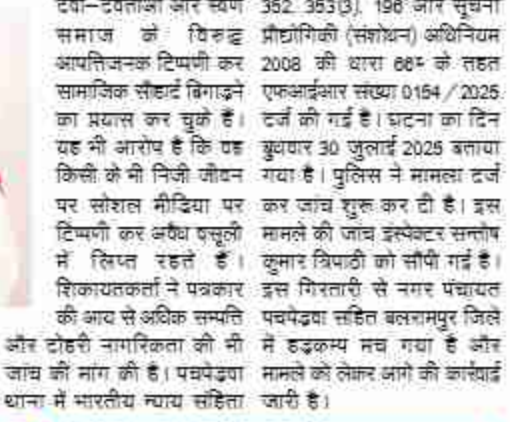 देवी-देवताओं और स्वर्ण
समाज के विरुद्ध
आपत्तिजनक टिप्पणी कर
सामाजिक सौहार्द बिगाड़ने
का प्रयास कर चुके हैं।
यह भी आरोप है कि वह
किसी के भी निजी जीवन
पर सोशल मीडिया पर
टिप्पणी कर अवैध वसूली
में लिप्त रहते हैं।
शिकायतकर्ता ने पत्रकार
की आय से अधिक सम्पत्ति
और दोहरी नागरिकता की भी
जांच की मांग की है। पचपेड़वा
थाना में भारतीय न्याय संहिता
352, 353(3), 196 और सूचना
प्रौद्योगिकी (संशोधन) अधिनियम
2008 की धारा के तहत
एफआईआर संख्या 0154/2025
दर्ज की गई है। घटना का दिन
बुधवार 30 जुलाई 2025 बताया
गया है। पुलिस ने मामला दर्ज
कर जांच शुरू कर दी है। इस
मामले की जांच इंस्पेक्टर सन्तोष
कुमार त्रिपाठी को सौंपी गई है।
इस गिरतारी से नगर पंचायत
पचपेड़वा सहित बलरामपुर जिले
में हड़कम्प मच गया है और
मामले को लेकर आगे की कार्रवाई
जारी है।